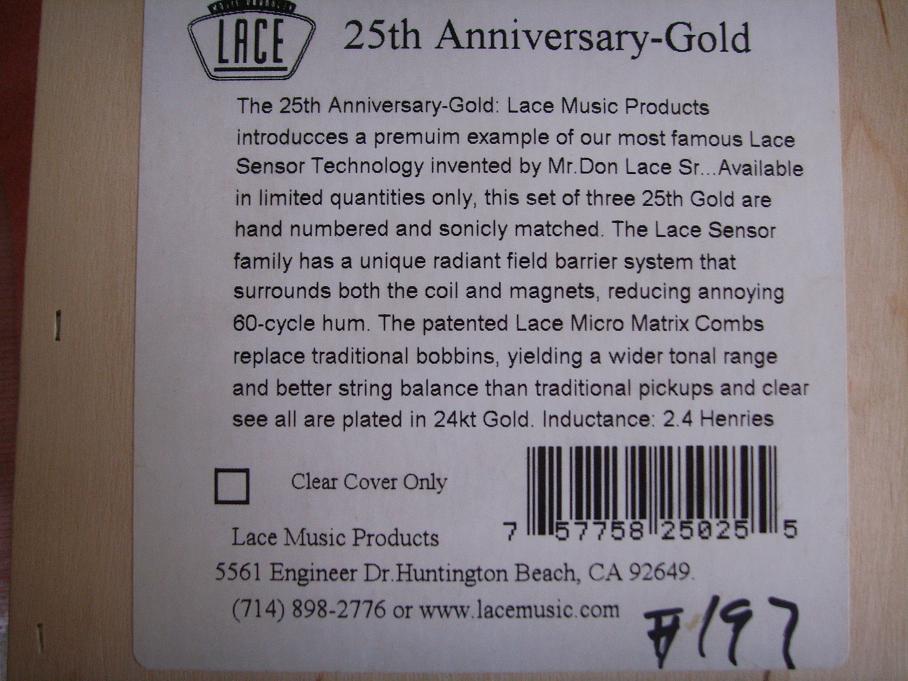 LACE
25th Anniversary-Gold
The 25th Anniversary-Gold: Lace Music Products
introducces a premuim example of our most famous Lace
Sensor Technology invented by Mr.Don Lace Sr...Available
in limited quantities only, this set of three 25th Gold are
hand numbered and sonicly matched. The Lace Sensor
family has a unique radiant field barrier system that
surrounds both the coil and magnets, reducing annoying
60-cycle hum. The patented Lace Micro Matrix Combs
replace traditional bobbins, yielding a wider tonal range
and better string balance than traditional pickups and clear
see all are plated in 24kt Gold. Inductance: 2.4 Henries
Clear Cover Only
7 57758 25025 5
Lace Music Products
5561 Engineer Dr.Huntington Beach, CA 92649.
(714) 898-2776 or www.lacemusic.com
#197